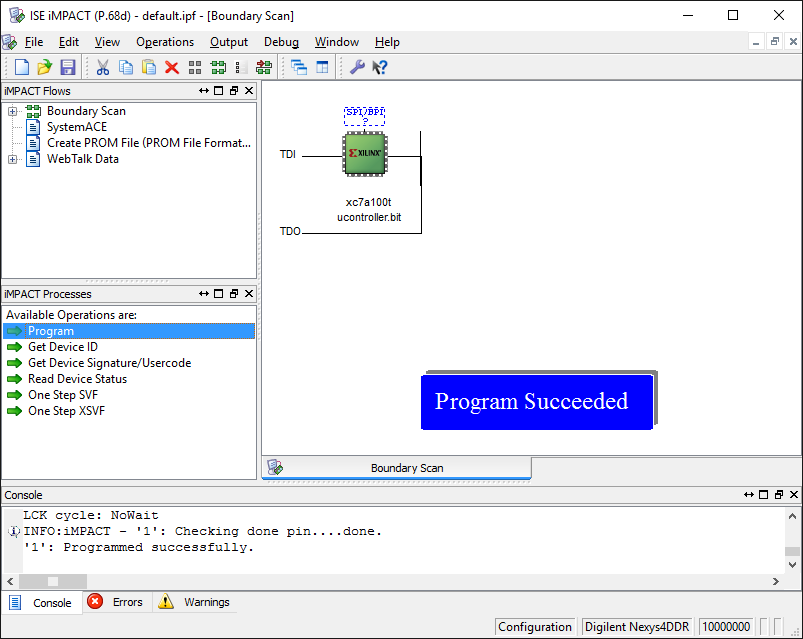 ISE iMPACT (P.68d) - default.ipf - [Boundary Scan]
File Edit View Operations Output Debug Window Help
iMPACT Flows
Boundary Scan
SystemACE
Create PROM File (PROM File Format...
WebTalk Data
SPI/BPI
?
TDI
XILINX
xc7a100t
ucontroller.bit
TDO
iMPACT Processes
Available Operations are:
Program
Get Device ID
Get Device Signature/Usercode
Read Device Status
One Step SVF
One Step XSVF
Program Succeeded
Boundary Scan
Console
LCK cycle: NoWait
INFO:iMPACT - '1': Checking done pin....done.
'1': Programmed successfully.
Console Errors Warnings
Configuration Digilent Nexys4DDR 10000000